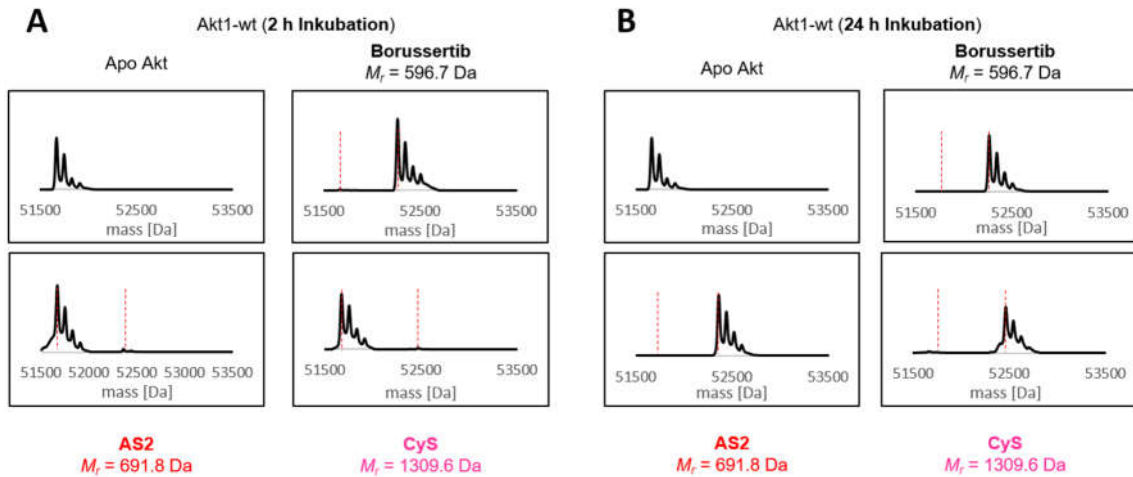 A
Akt1-wt (2 h Inkubation)
Apo Akt
Borussertib
Mr = 596.7 Da
51500 52500 53500
mass [Da]
51500 52500 53500
mass [Da]
51500 52000 52500 53000 53500
mass [Da]
51500 52500 53500
mass [Da]
AS2
Mr = 691.8 Da
CyS
Mr = 1309.6 Da
B
Akt1-wt (24 h Inkubation)
Apo Akt
Borussertib
Mr = 596.7 Da
51500 52500 53500
mass [Da]
51500 52500 53500
mass [Da]
51500 52500 53500
mass [Da]
51500 52500 53500
mass [Da]
AS2
Mr = 691.8 Da
CyS
Mr = 1309.6 Da